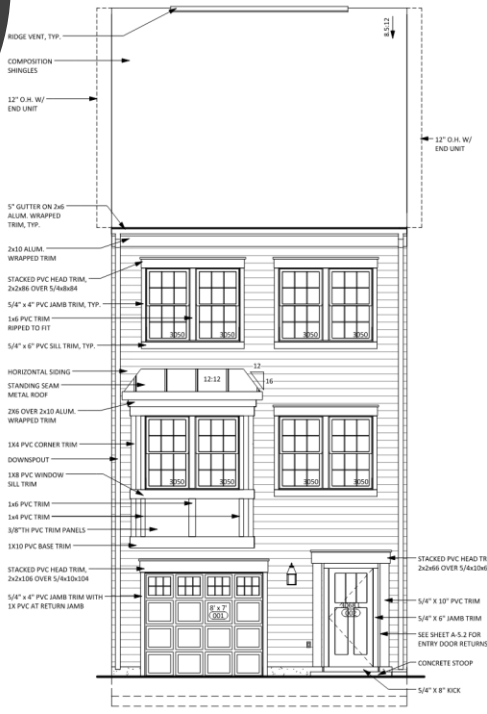 RIDGE VENT, TYP.
8.5:12
COMPOSITION
SHINGLES
12" O.H. W/
END UNIT
12" O.H. W/
END UNIT
5" GUTTER ON 2x6
ALUM. WRAPPED
TRIM, TYP.
2x10 ALUM.
WRAPPED TRIM
STACKED PVC HEAD TRIM,
2x2x86 OVER 5/4x8x84
5/4" x 4" PVC JAMB TRIM, TYP.
1x6 PVC TRIM
RIPPED TO FIT
3050 3050 3050 3050
5/4" x 6" PVC SILL TRIM, TYP.
HORIZONTAL SIDING
12
12:12
16
STANDING SEAM
METAL ROOF
2X6 OVER 2x10 ALUM.
WRAPPED TRIM
1X4 PVC CORNER TRIM
DOWNSPOUT
1X8 PVC WINDOW
SILL TRIM
3050 3050 3050 3050
1x6 PVC TRIM
1x4 PVC TRIM
3/8"TH PVC TRIM PANELS
1X10 PVC BASE TRIM
STACKED PVC HEAD TRIM,
2x2x106 OVER 5/4x10x104
STACKED PVC HEAD TR
2x2x66 OVER 5/4x10x6
5/4" x 4" PVC JAMB TRIM WITH
1X PVC AT RETURN JAMB
8' x 7'
001
5/4" X 10" PVC TRIM
5/4" X 6" JAMB TRIM
SEE SHEET A-5.2 FOR
ENTRY DOOR RETURNS
CONCRETE STOOP
5/4" X 8" KICK